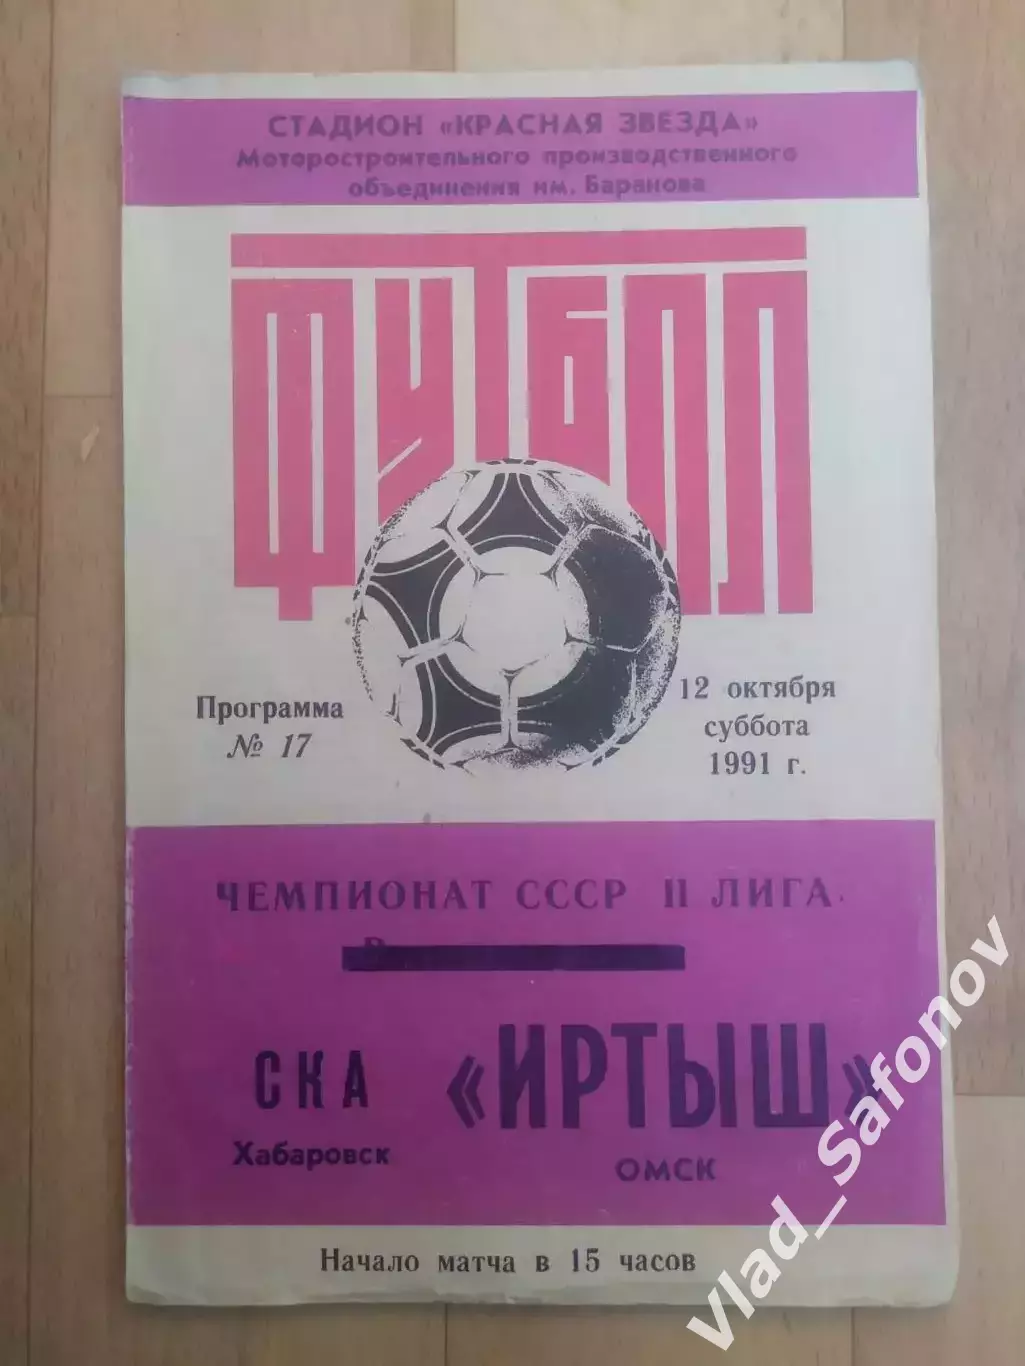 СТАДИОН «КРАСНАЯ ЗВЕЗДА»
Моторостроительного производственного
объединения им. Баранова
ФУТБОЛ
Программа
№ 17
12 октября
суббота
1991 г.
ЧЕМПИОНАТ СССР II ЛИГА
СКА
Хабаровск
«ИРТЫШ»
ОМСК
Начало матча в 15 часов
Vlad_Safonov